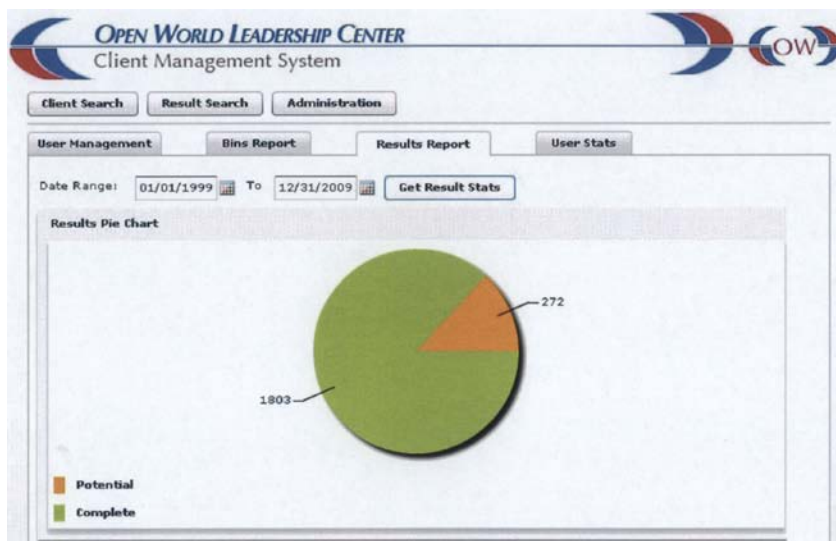 OPEN WORLD LEADERSHIP CENTER
OW
Client Management System
Client Search Result Search Administration
User Management Bins Report Results Report User Stats
Date Range: 01/01/1999 To 12/31/2009 Get Result Stats
Results Pie Chart
272
1803
Potential
Complete